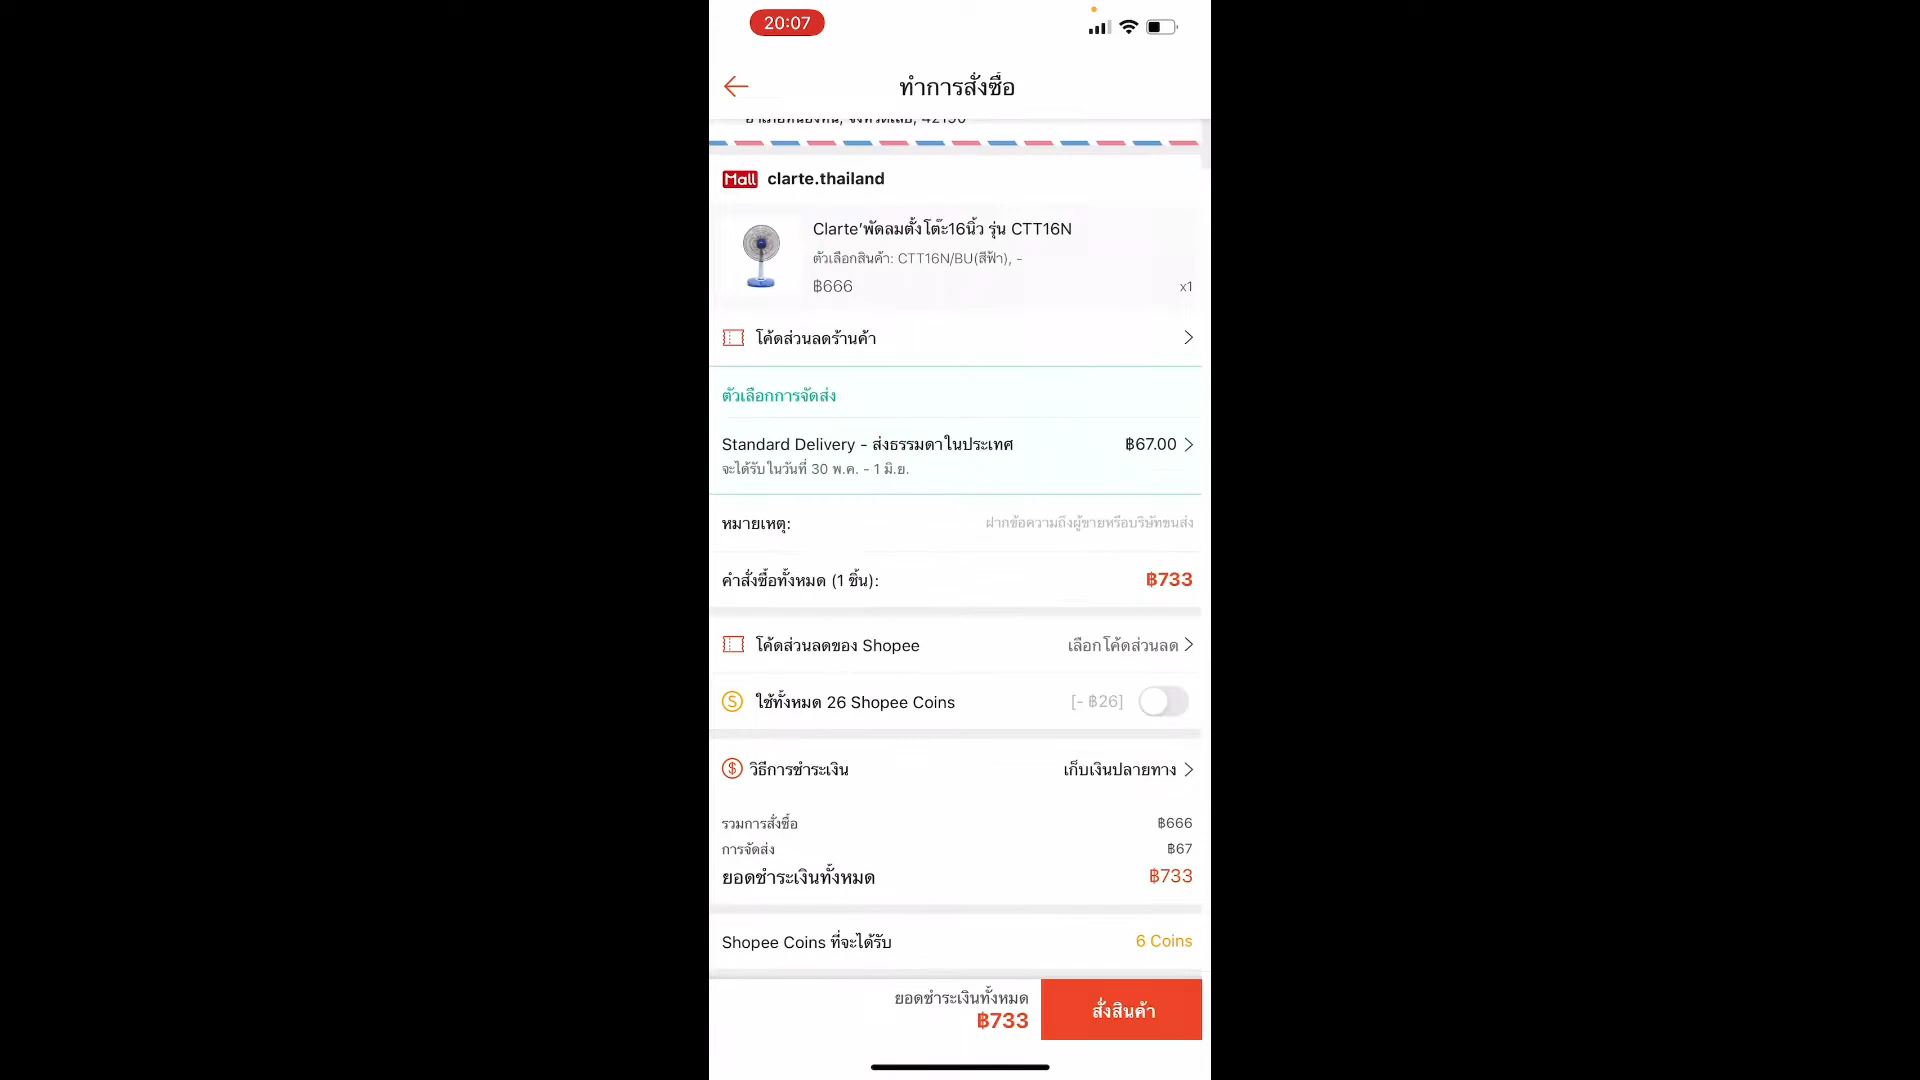 20:07
ทำการสั่งซื้อ
Mall clarte.thailand
Clarte’พัดลมตั้งโต๊ะ16นิ้ว รุ่น CTT16N
ตัวเลือกสินค้า: CTT16N/BU(สีฟ้า), -
฿666 x1
โค้ดส่วนลดร้านค้า
ตัวเลือกการจัดส่ง
Standard Delivery - ส่งธรรมดาในประเทศ ฿67.00
จะได้รับในวันที่ 30 พ.ค. - 1 มิ.ย.
หมายเหตุ: ฝากข้อความถึงผู้ขายหรือบริษัทขนส่ง
คำสั่งซื้อทั้งหมด (1 ชิ้น): ฿733
โค้ดส่วนลดของ Shopee เลือกโค้ดส่วนลด
ใช้ทั้งหมด 26 Shopee Coins [- ฿26]
วิธีการชำระเงิน เก็บเงินปลายทาง
รวมการสั่งซื้อ ฿666
การจัดส่ง ฿67
ยอดชำระเงินทั้งหมด ฿733
Shopee Coins ที่จะได้รับ 6 Coins
ยอดชำระเงินทั้งหมด
฿733
สั่งสินค้า